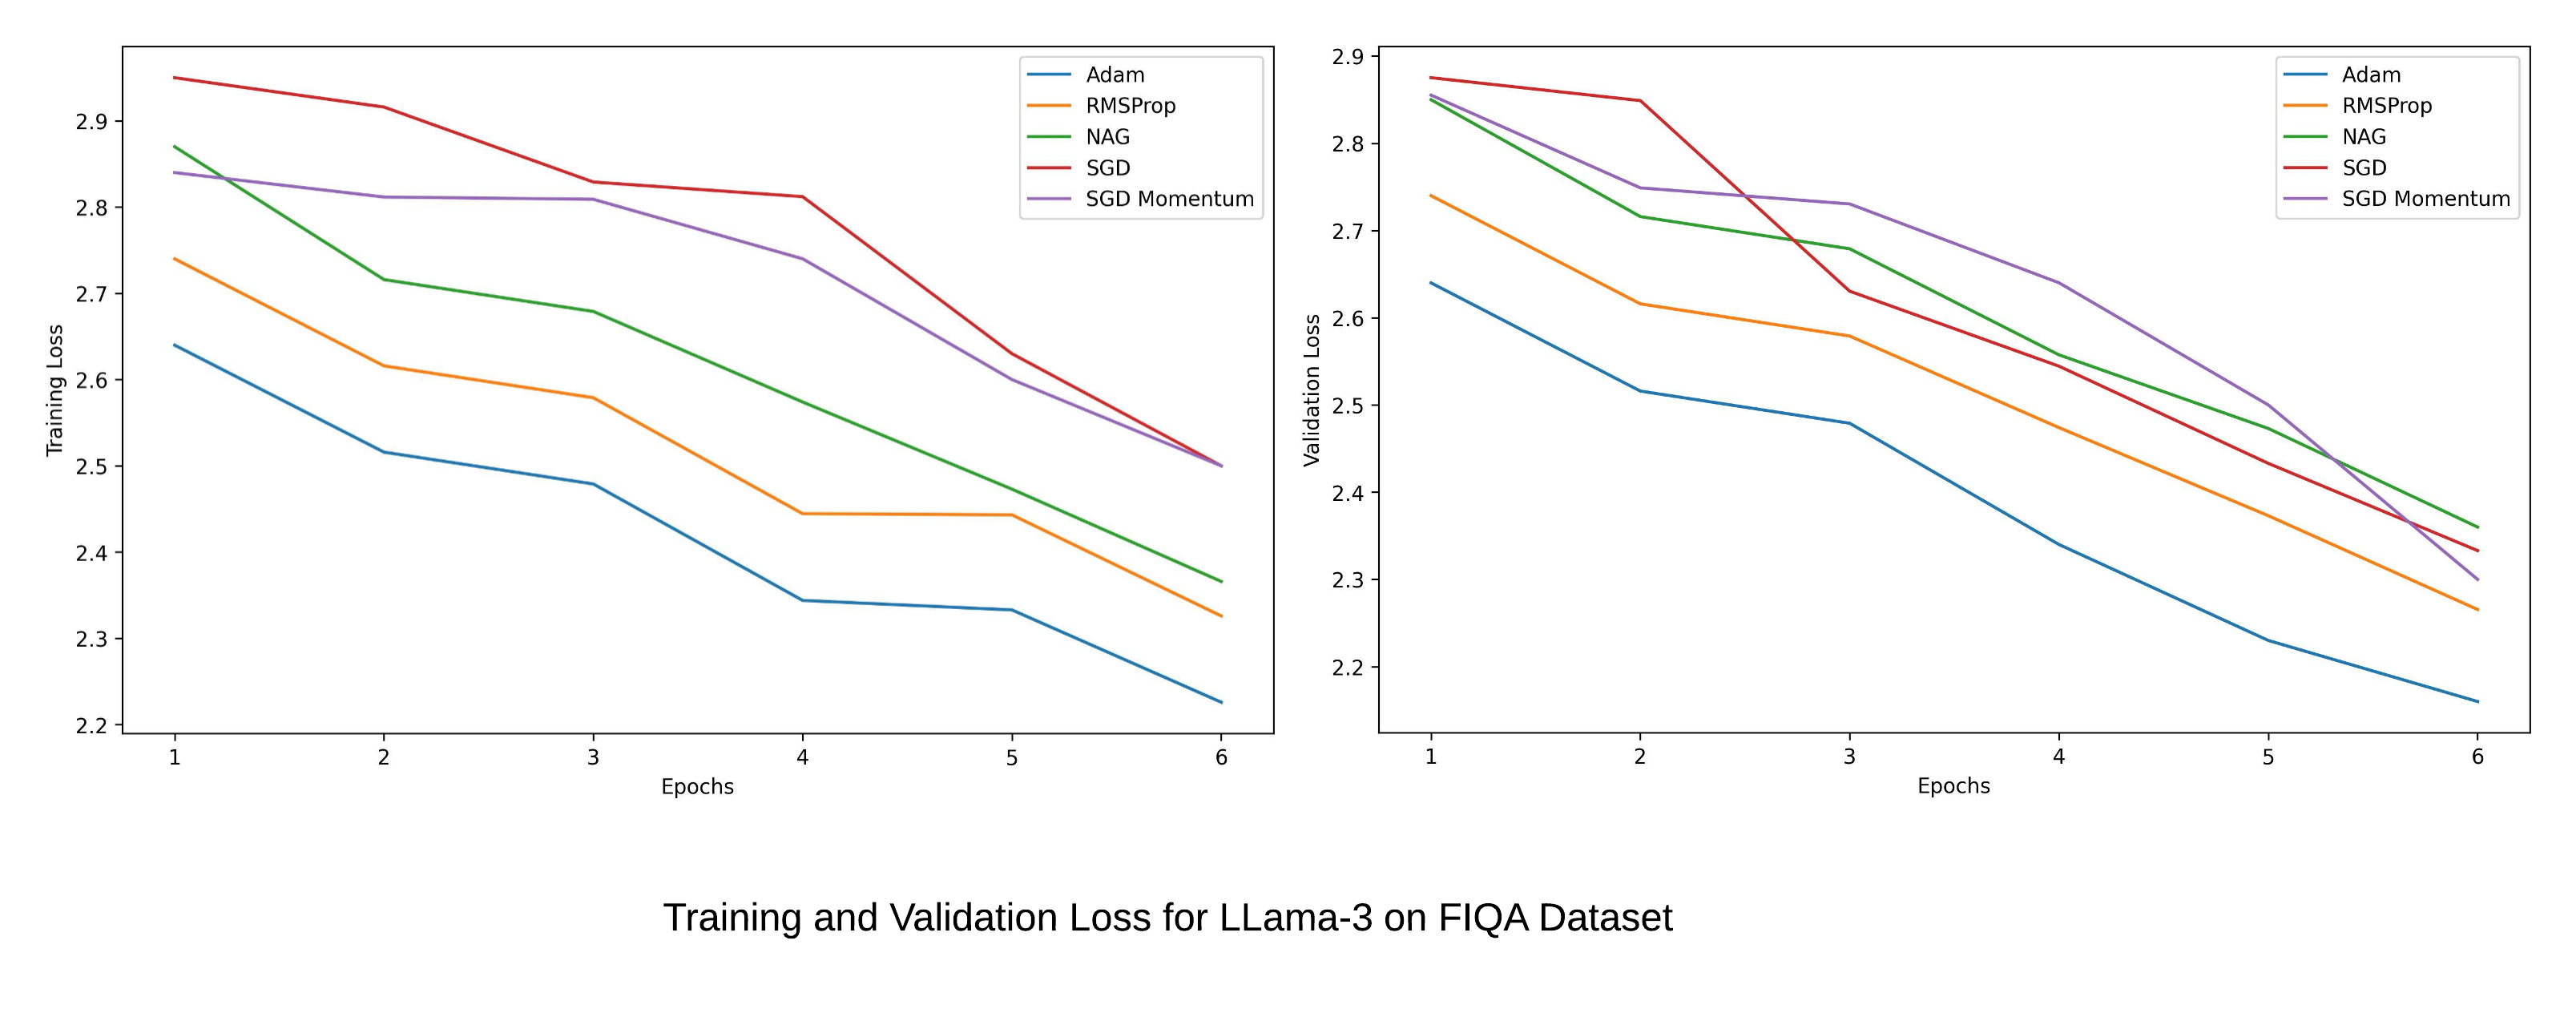 2.9
2.8
2.7
2.6
2.5
2.4
2.3
2.2
Training Loss
1 2 3 4 5 6
Epochs
Adam
RMSProp
NAG
SGD
SGD Momentum
2.9
2.8
2.7
2.6
2.5
2.4
2.3
2.2
Validation Loss
1 2 3 4 5 6
Epochs
Adam
RMSProp
NAG
SGD
SGD Momentum
Training and Validation Loss for LLama-3 on FIQA Dataset